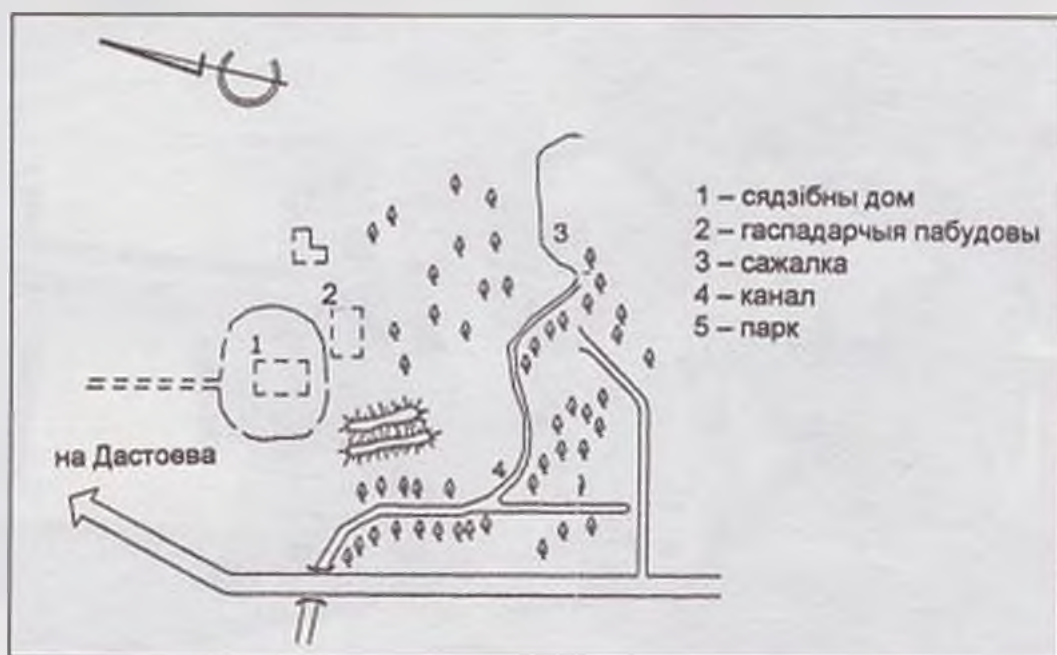 1 – сядзібны дом
2 – гаспадарчыя пабудовы
3 – сажалка
4 – канал
5 – парк
3
2
1
на Дастоева
4